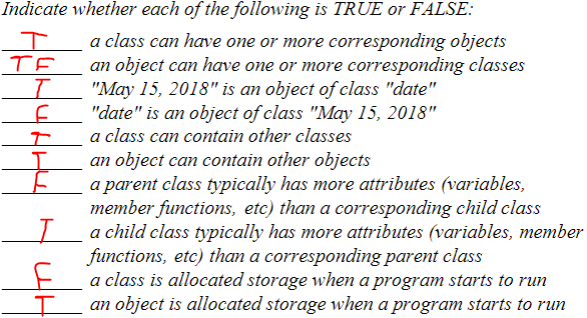 Indicate whether each of the following is TRUE or FALSE:
T a class can have one or more corresponding objects
TF an object can have one or more corresponding classes
T "May 15, 2018" is an object of class "date"
F "date" is an object of class "May 15, 2018"
T a class can contain other classes
T an object can contain other objects
F a parent class typically has more attributes (variables,
member functions, etc) than a corresponding child class
T a child class typically has more attributes (variables, member
functions, etc) than a corresponding parent class
F a class is allocated storage when a program starts to run
T an object is allocated storage when a program starts to run